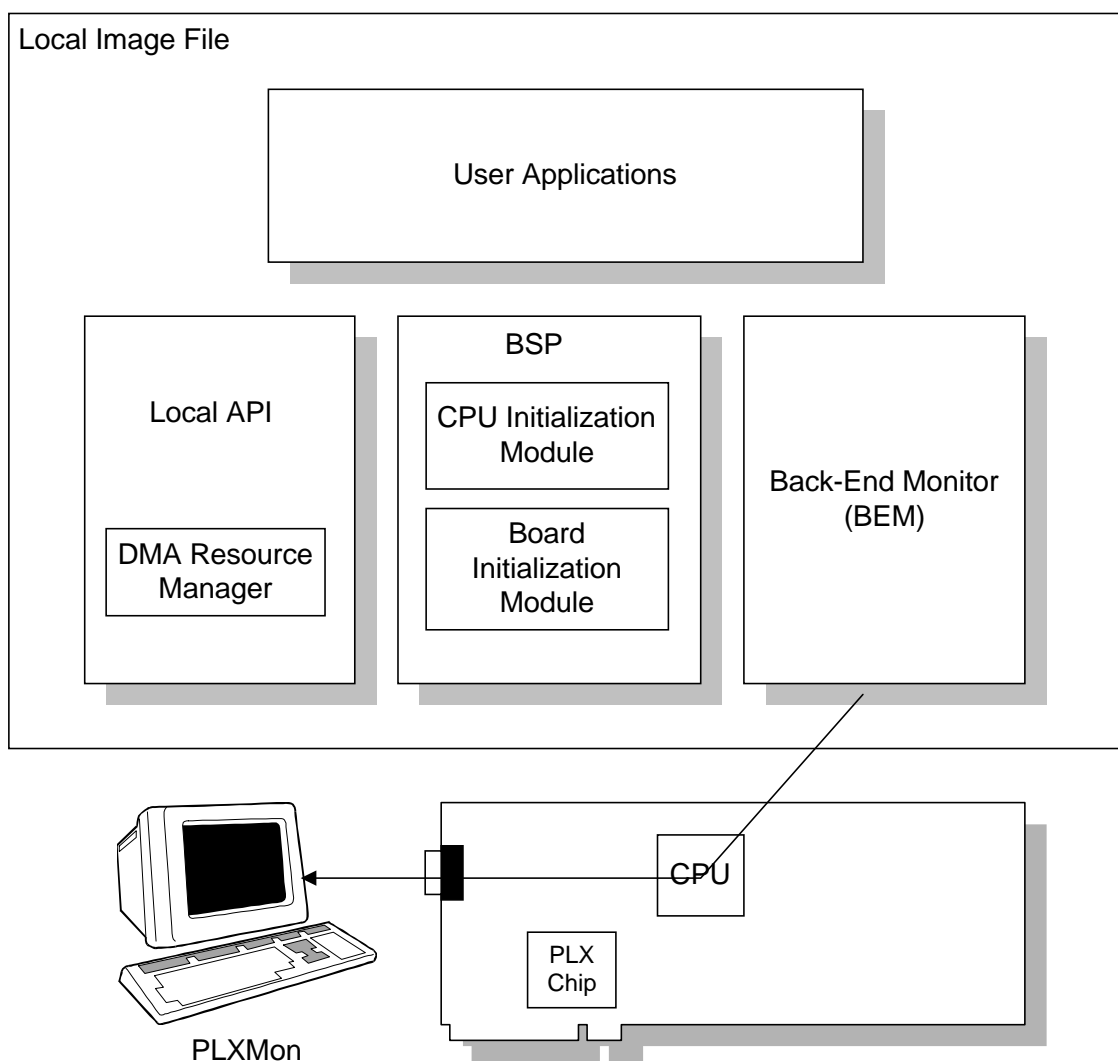 Local Image File
User Applications
Local API
DMA Resource
Manager
BSP
CPU Initialization
Module
Board
Initialization
Module
Back-End Monitor
(BEM)
CPU
PLX
Chip
PLXMon